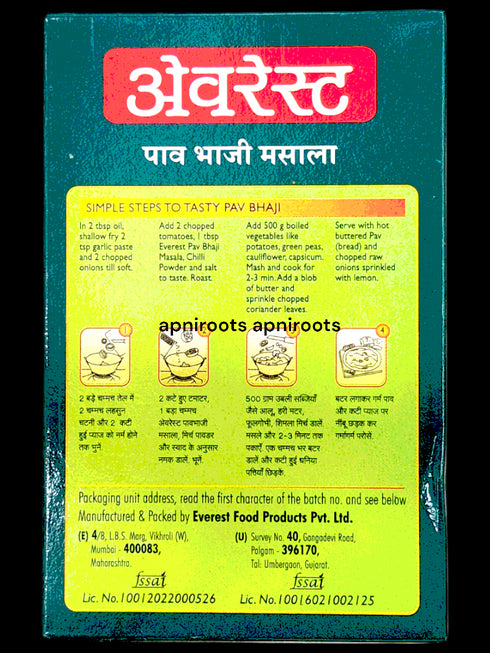 अेवरेस्ट
पाव भाजी मसाला
SIMPLE STEPS TO TASTY PAV BHAJI
In 2 tbsp oil,
shallow fry 2
tsp garlic paste
and 2 chopped
onions till soft.
Add 2 chopped
tomatoes, 1 tbsp
Everest Pav Bhaji
Masala, Chilli
Powder and salt
to taste. Roast.
Add 500 g boiled
vegetables like
potatoes, green peas,
cauliflower, capsicum.
Mash and cook for
2-3 min. Add a blob
of butter and
sprinkle chopped
coriander leaves.
Serve with hot
buttered Pav
(bread) and
chopped raw
onions sprinkled
with lemon.
apniroots apniroots
1
4
2 बड़े चम्मच तेल में
2 चम्मच लहसुन
चटनी और 2 कटी
हुई प्याज को नर्म होने
तक भुनें
2 कटे हुए टमाटर,
1 बड़ा चम्मच
अेवरेस्ट पावभाजी
मसाला, मिर्च पावडर
और स्वाद के अनुसार
नमक डालें. भूनें.
500 ग्राम उबली सब्जियाँ
जैसे आलू, हरी मटर,
फूलगोभी, शिमला मिर्च डालें.
मसले और 2-3 मिनट तक
पकाएँ. एक चम्मच भर बटर
डालें और कटी हुई धनिया
पत्तियाँ छिड़कें.
बटर लगाकर गर्म पाव
और कटी प्याज पर
नींबू छड़क कर
गर्मागर्म परोसें.
Packaging unit address, read the first character of the batch no. and see below
Manufactured & Packed by Everest Food Products Pvt. Ltd.
(E) 4/8, L.B.S. Marg, Vikhroli (W),
Mumbai - 400083,
Maharashtra.
fssai
Lic. No. 10012022000526
(U) Survey No. 40, Gangadevi Road,
Palgam - 396170,
Tal: Umbergaon, Gujarat.
fssai
Lic. No. 10016021002125